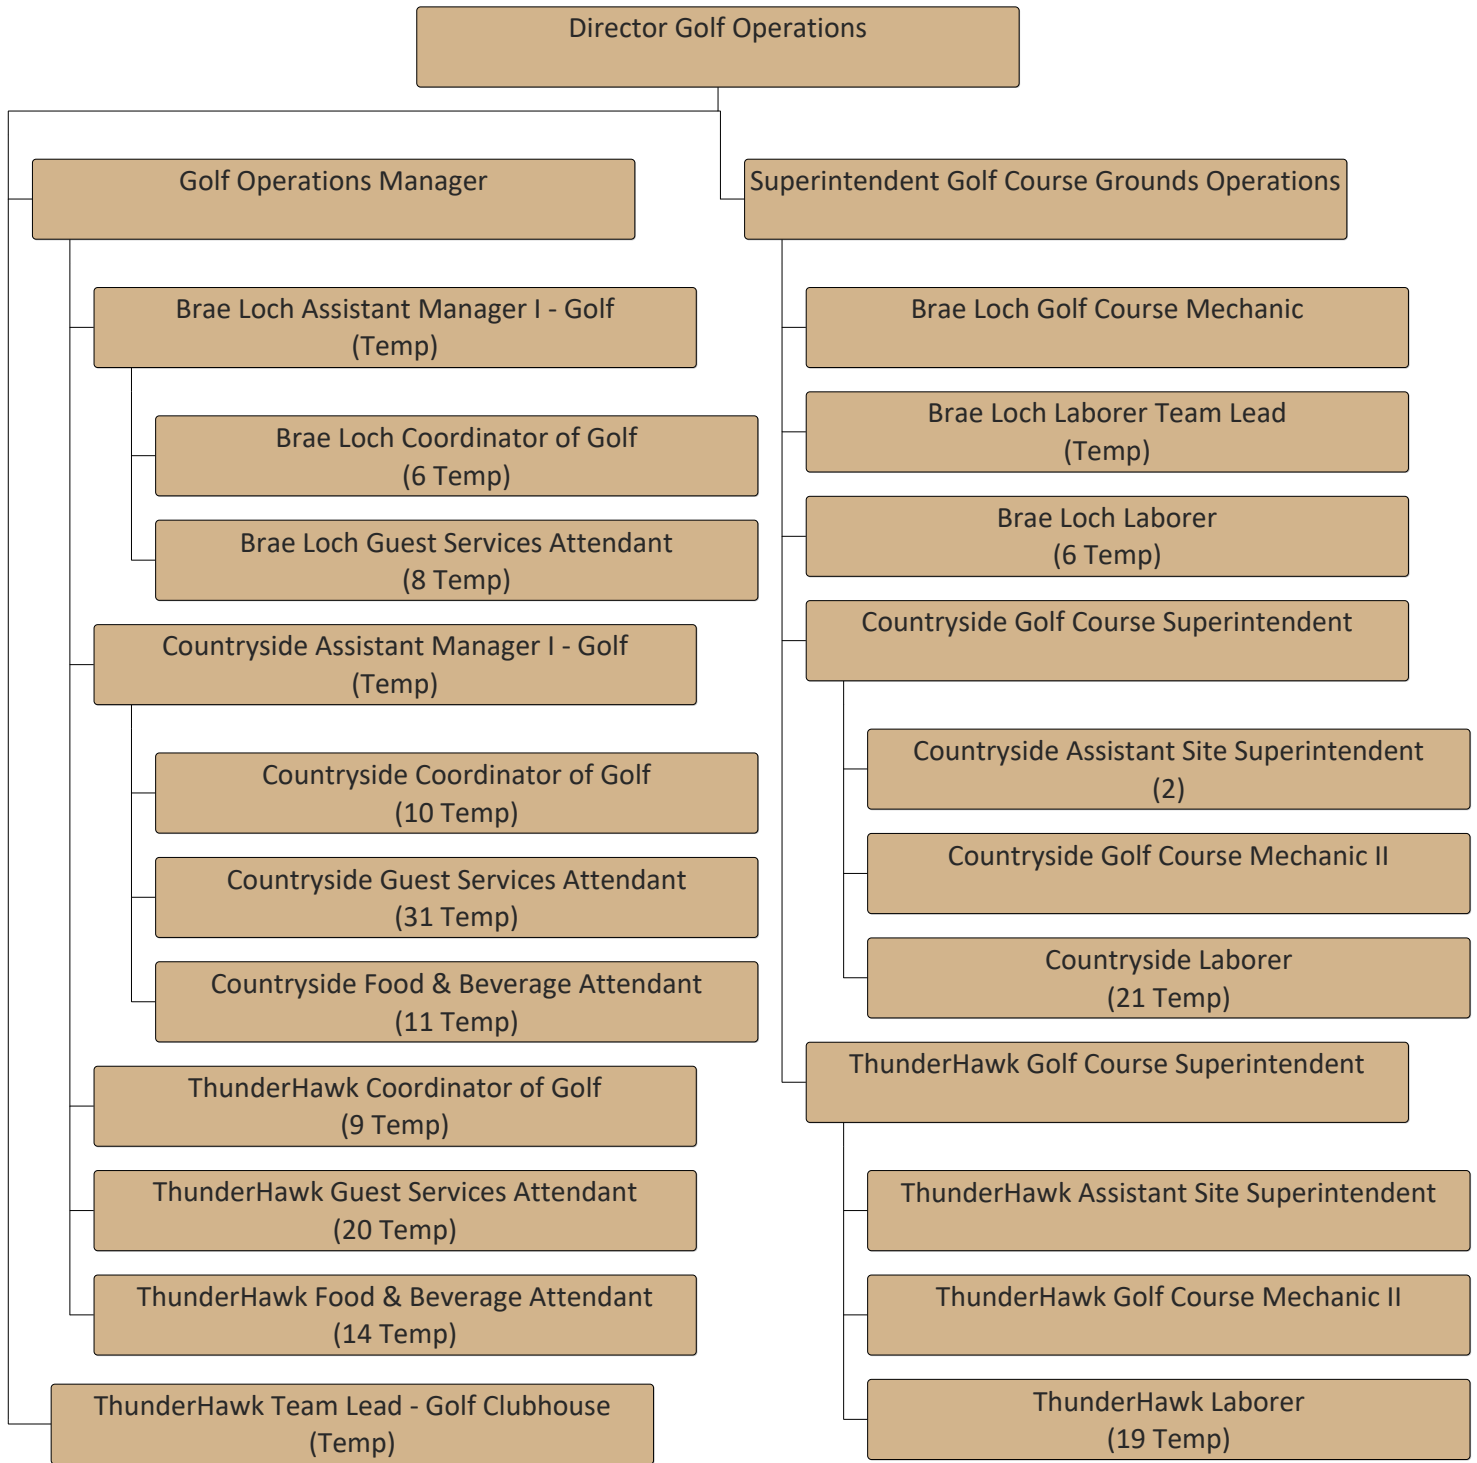 Director Golf Operations
Golf Operations Manager
Brae Loch Assistant Manager I - Golf
(Temp)
Brae Loch Coordinator of Golf
(6 Temp)
Brae Loch Guest Services Attendant
(8 Temp)
Countryside Assistant Manager I - Golf
(Temp)
Countryside Coordinator of Golf
(10 Temp)
Countryside Guest Services Attendant
(31 Temp)
Countryside Food & Beverage Attendant
(11 Temp)
ThunderHawk Coordinator of Golf
(9 Temp)
ThunderHawk Guest Services Attendant
(20 Temp)
ThunderHawk Food & Beverage Attendant
(14 Temp)
ThunderHawk Team Lead - Golf Clubhouse
(Temp)
Superintendent Golf Course Grounds Operations
Brae Loch Golf Course Mechanic
Brae Loch Laborer Team Lead
(Temp)
Brae Loch Laborer
(6 Temp)
Countryside Golf Course Superintendent
Countryside Assistant Site Superintendent
(2)
Countryside Golf Course Mechanic II
Countryside Laborer
(21 Temp)
ThunderHawk Golf Course Superintendent
ThunderHawk Assistant Site Superintendent
ThunderHawk Golf Course Mechanic II
ThunderHawk Laborer
(19 Temp)